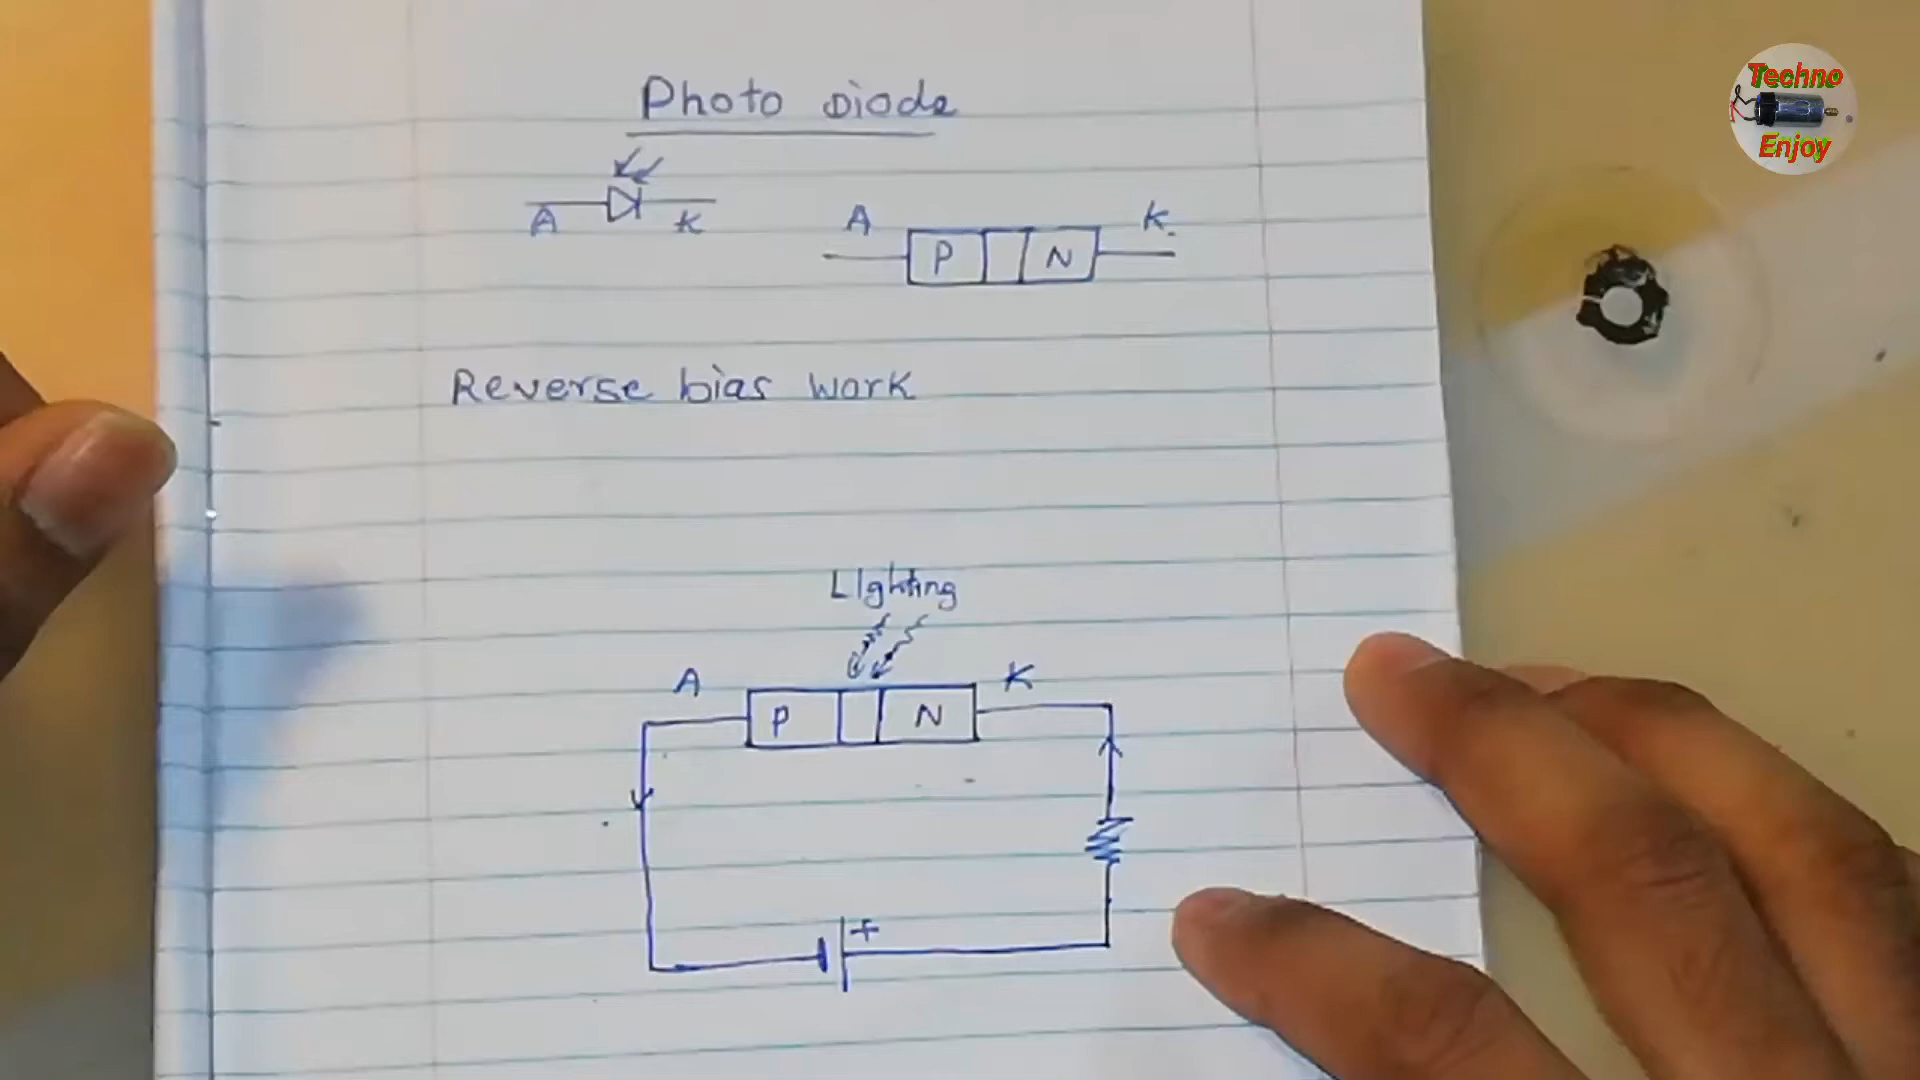 Techno
Enjoy
Photo Diode
A K
A K
P N
Reverse bias work
LIghting
A K
P N
+